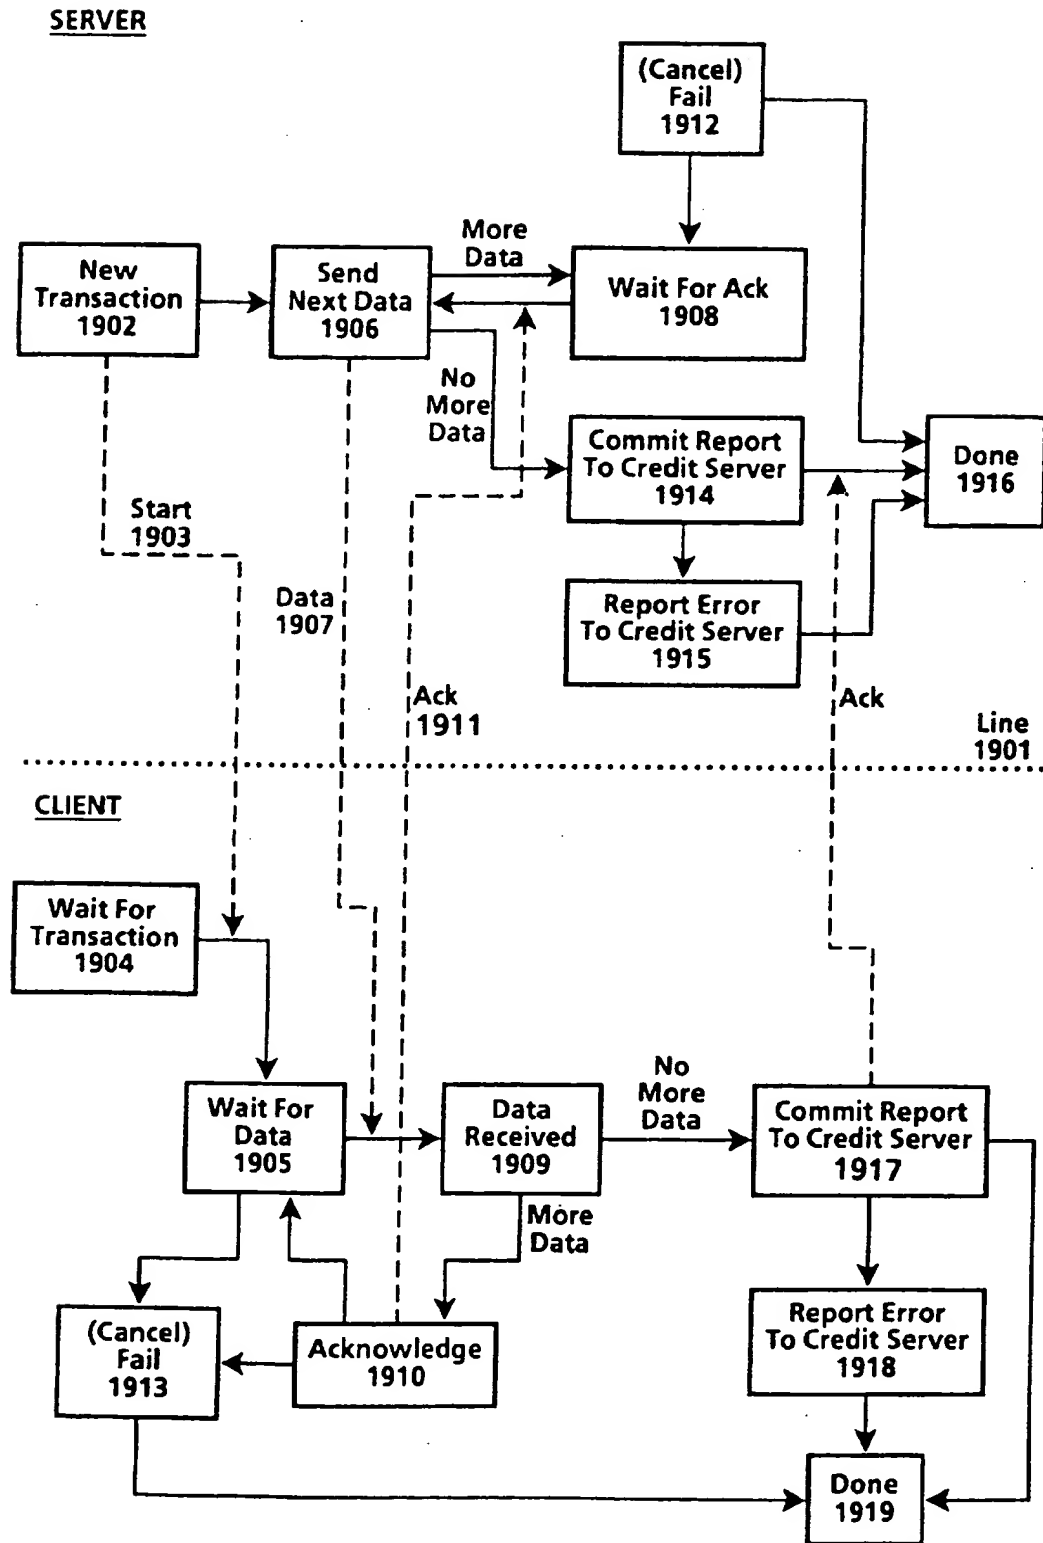 SERVER
(Cancel)
Fail
1912
New
Transaction
1902
Send
Next Data
1906
More
Data
Wait For Ack
1908
No
More
Data
Commit Report
To Credit Server
1914
Done
1916
Start
1903
Data
1907
Report Error
To Credit Server
1915
Ack
1911
Ack
Line
1901
CLIENT
Wait For
Transaction
1904
Wait For
Data
1905
Data
Received
1909
No
More
Data
Commit Report
To Credit Server
1917
More
Data
(Cancel)
Fail
1913
Acknowledge
1910
Report Error
To Credit Server
1918
Done
1919